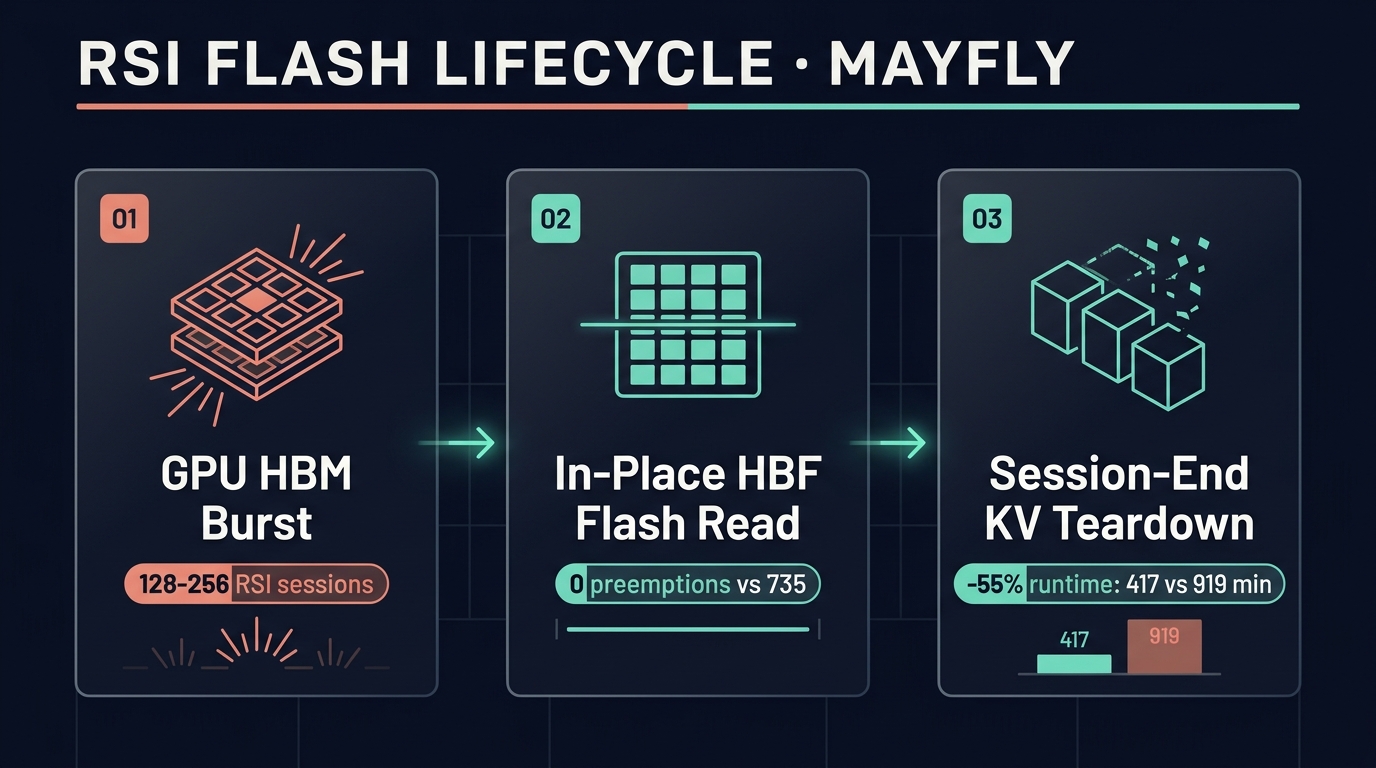 RSI FLASH LIFECYCLE · MAYFLY
01
GPU HBM
Burst
128-256 RSI sessions
02
In-Place HBF
Flash Read
0 preemptions vs 735
03
Session-End
KV Teardown
-55% runtime: 417 vs 919 min
417
919